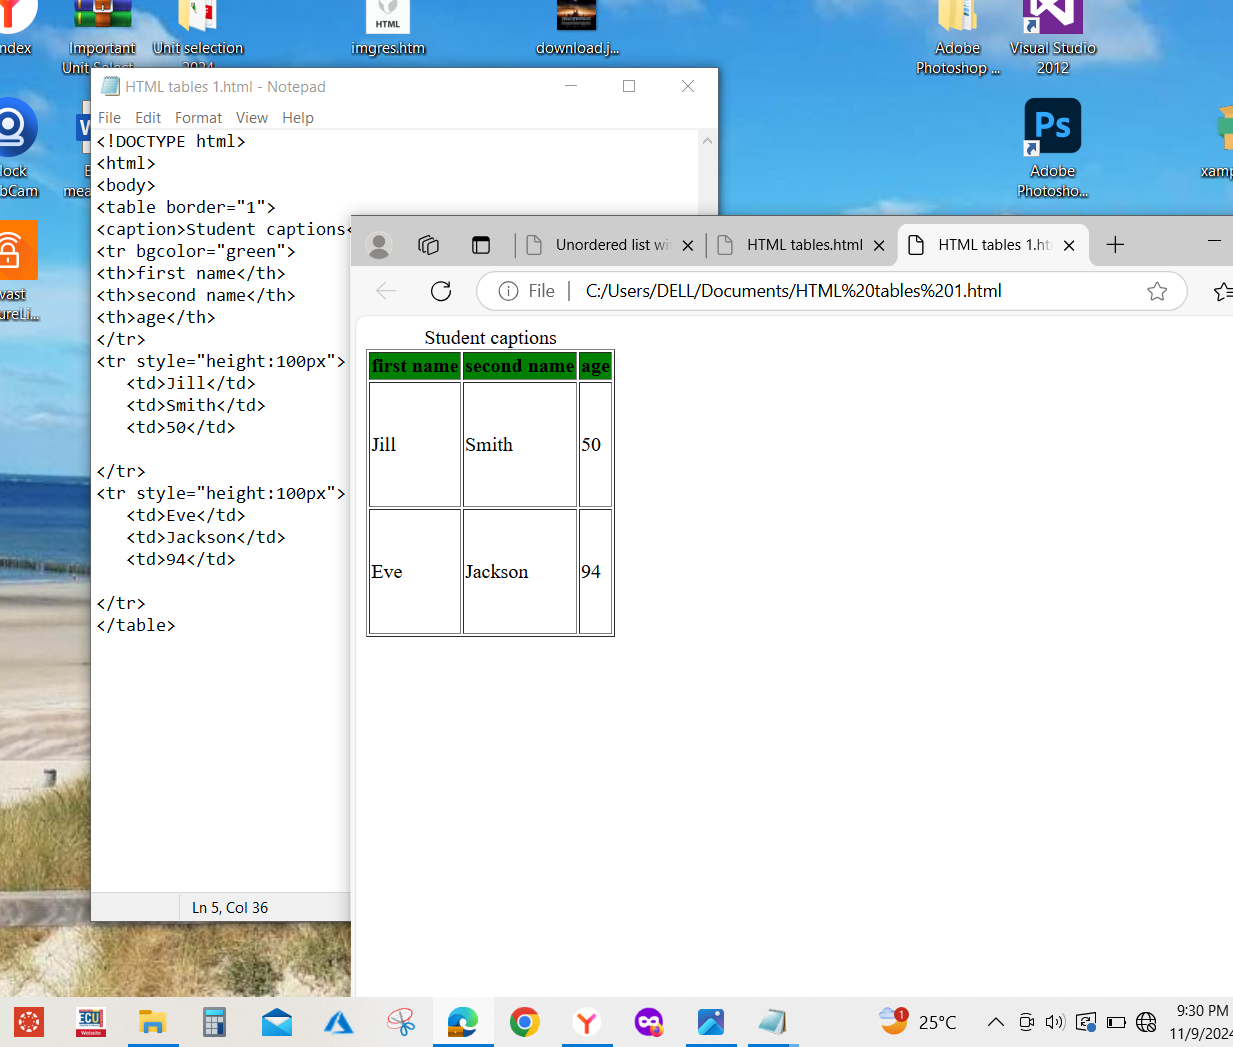 ndex
Important
Unit Select...
Unit selection
2024
HTML
imgres.htm
download.j...
Adobe
Photoshop ...
Visual Studio
2012
HTML tables 1.html - Notepad
File Edit Format View Help
<!DOCTYPE html>
<html>
<body>
<table border="1">
<caption>Student captions<
<tr bgcolor="green">
<th>first name</th>
<th>second name</th>
<th>age</th>
</tr>
<tr style="height:100px">
<td>Jill</td>
<td>Smith</td>
<td>50</td>
</tr>
<tr style="height:100px">
<td>Eve</td>
<td>Jackson</td>
<td>94</td>
</tr>
</table>
Ln 5, Col 36
W
lock
bCam
mea
Ps
Adobe
Photosho...
xamp
vast
ureLi...
Unordered list wi
HTML tables.html
HTML tables 1.ht
File
C:/Users/DELL/Documents/HTML%20tables%201.html
Student captions
first name second name age
Jill Smith 50
Eve Jackson 94
ECU
Website
1
25°C
9:30 PM
11/9/2024